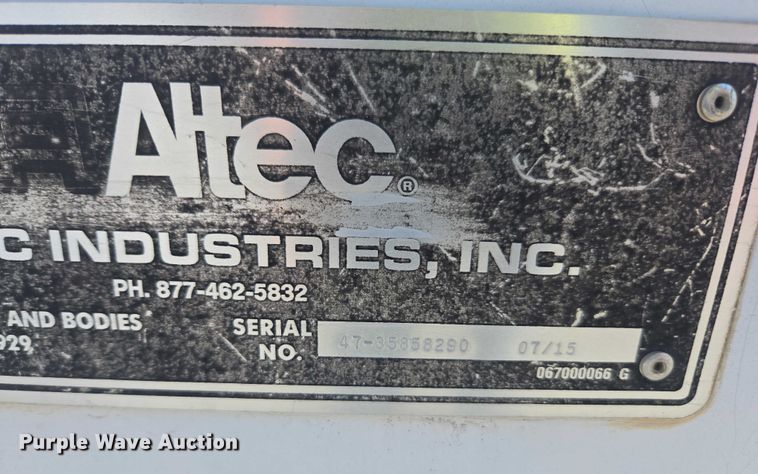 Altec®
C INDUSTRIES, INC.
PH. 877-462-5832
AND BODIES
929,
SERIAL NO. 47-35858290 07/15
067000066 G
Purple Wave Auction